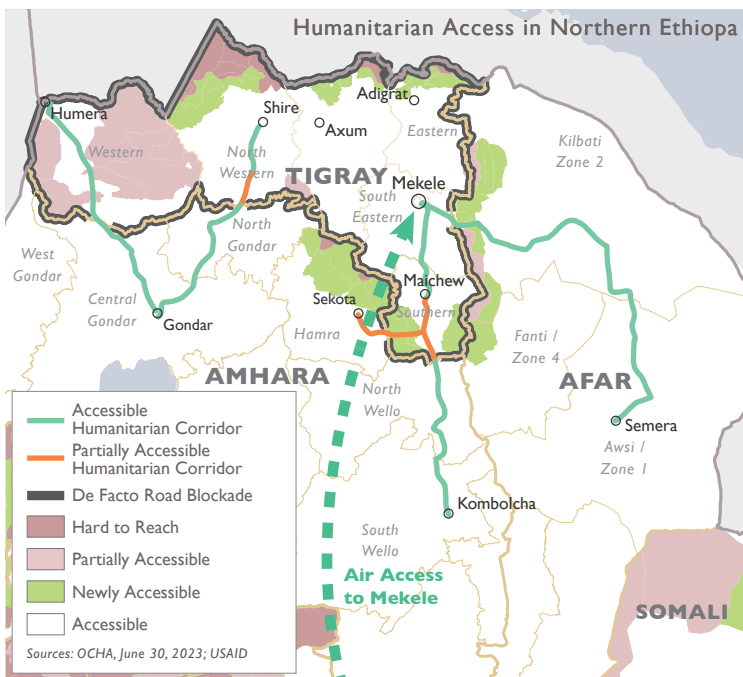 Humanitarian Access in Northern Ethiopa
Humera
Shire
Axum
Adigrat
Eastern
Kilbati
Zone 2
Western
North
Western
TIGRAY
Mekele
South
Eastern
West
Gondar
North
Gondar
Central
Gondar
Gondar
Sekota
Maichew
Southern
Hamra
Fanti /
Zone 4
AMHARA
AFAR
North
Wello
Semera
Awsi /
Zone 1
Kombolcha
South
Wello
Air Access
to Mekele
SOMALI
Accessible
Humanitarian Corridor
Partially Accessible
Humanitarian Corridor
De Facto Road Blockade
Hard to Reach
Partially Accessible
Newly Accessible
Accessible
Sources: OCHA, June 30, 2023; USAID